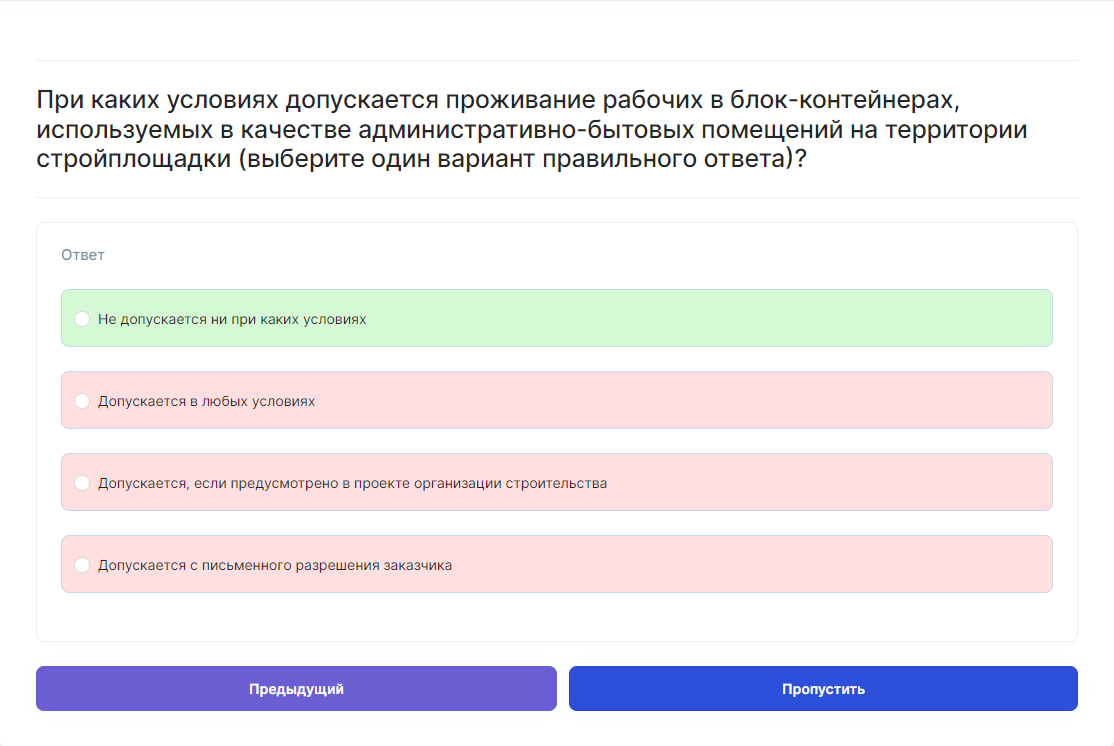 При каких условиях допускается проживание рабочих в блок-контейнерах,
используемых в качестве административно-бытовых помещений на территории
стройплощадки (выберите один вариант правильного ответа)?
Ответ
Не допускается ни при каких условиях
Допускается в любых условиях
Допускается, если предусмотрено в проекте организации строительства
Допускается с письменного разрешения заказчика
Предыдущий
Пропустить